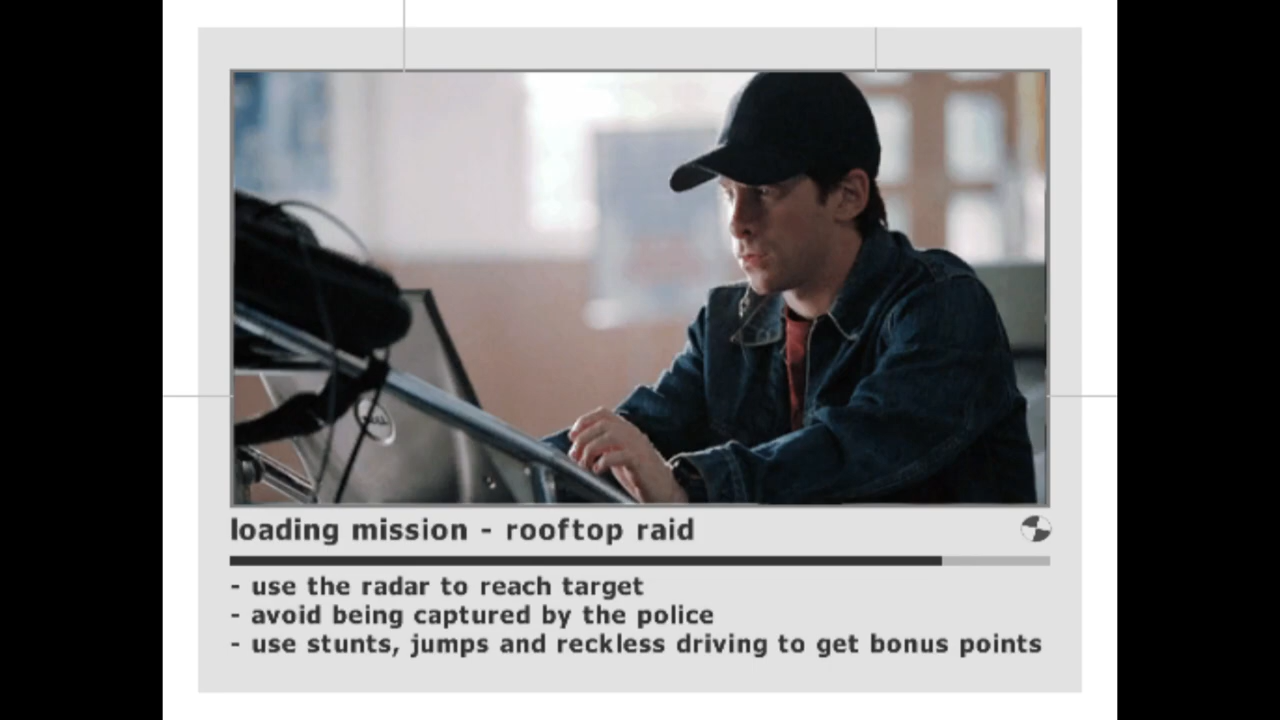 loading mission - rooftop raid
- use the radar to reach target
- avoid being captured by the police
- use stunts, jumps and reckless driving to get bonus points